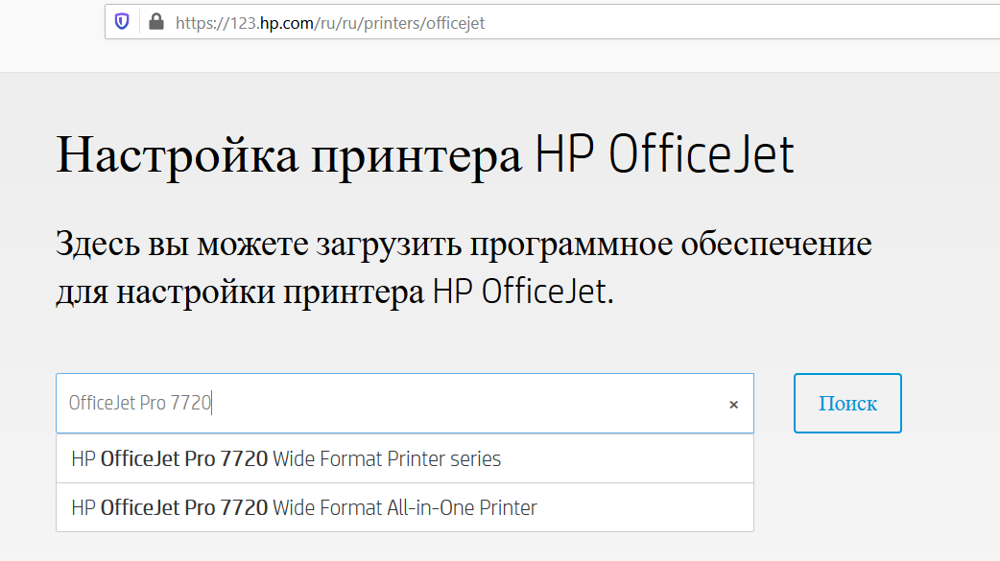 https://123.hp.com/ru/ru/printers/officejet
Настройка принтера HP OfficeJet
Здесь вы можете загрузить программное обеспечение
для настройки принтера HP OfficeJet.
OfficeJet Pro 7720 × Поиск
HP OfficeJet Pro 7720 Wide Format Printer series
HP OfficeJet Pro 7720 Wide Format All-in-One Printer